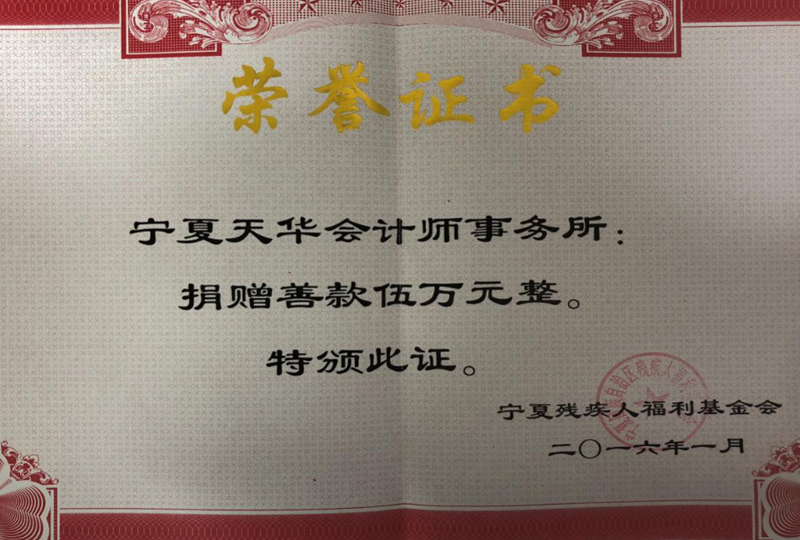 荣誉证书
宁夏天华会计师事务所：
捐赠善款伍万元整。
特颁此证。
宁夏残疾人福利基金会
二〇一六年一月